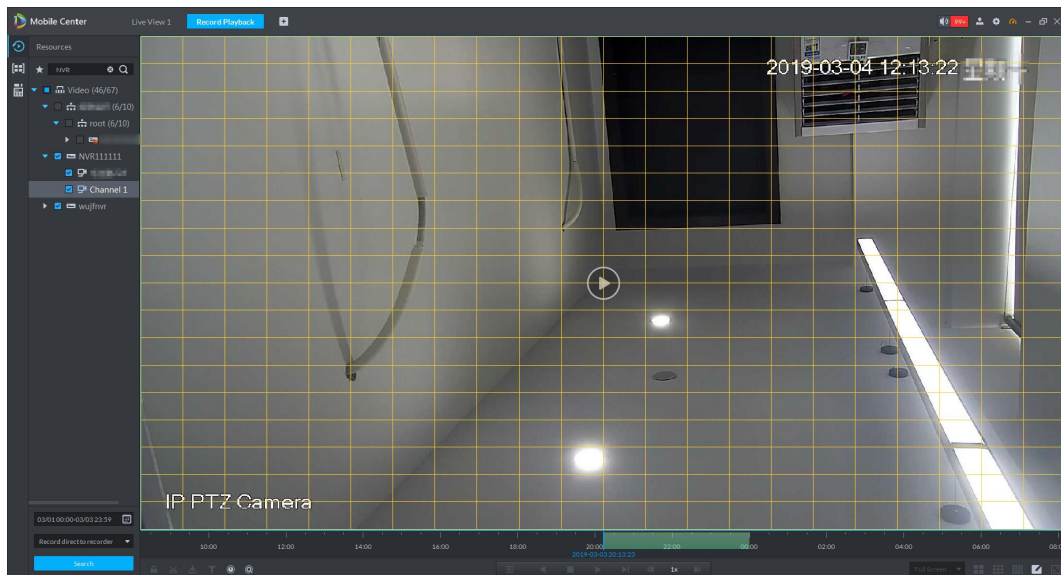 Mobile Center
Live View 1
Record Playback
99+
Resources
NVR
Video (46/67)
(6/10)
root (6/10)
NVR111111
Channel 1
wujfnvr
2019-03-04 12:13:22
IP PTZ Camera
03/01 00:00-03/03 23:59
Record direct to recorder
Search
10:00
12:00
14:00
16:00
18:00
20:00
22:00
00:00
02:00
04:00
06:00
08:
2019-03-03 20:13:23
1x
Full Screen